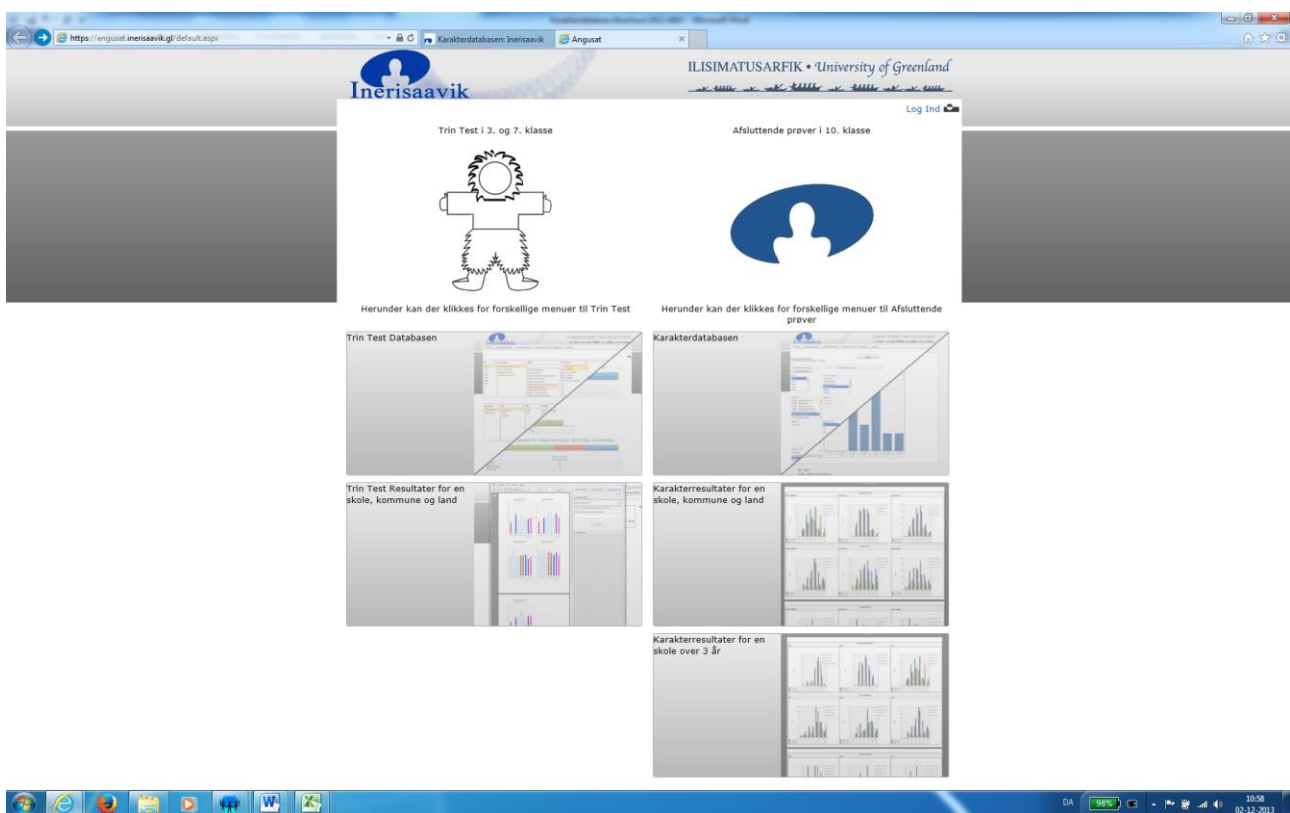 https://angusat.inerisaavik.gl/default.aspx
Karakterdatabasen: Inerisaavik
Angusat
Inerisaavik
ILISIMATUSARFIK • University of Greenland
Log Ind
Trin Test i 3. og 7. klasse
Afsluttende prøver i 10. klasse
Herunder kan der klikkes for forskellige menuer til Trin Test
Herunder kan der klikkes for forskellige menuer til Afsluttende
prøver
Trin Test Databasen
Karakterdatabasen
Trin Test Resultater for en
skole, kommune og land
Karakterresultater for en
skole, kommune og land
Karakterresultater for en
skole over 3 år
DA
98%
10:58
02-12-2013